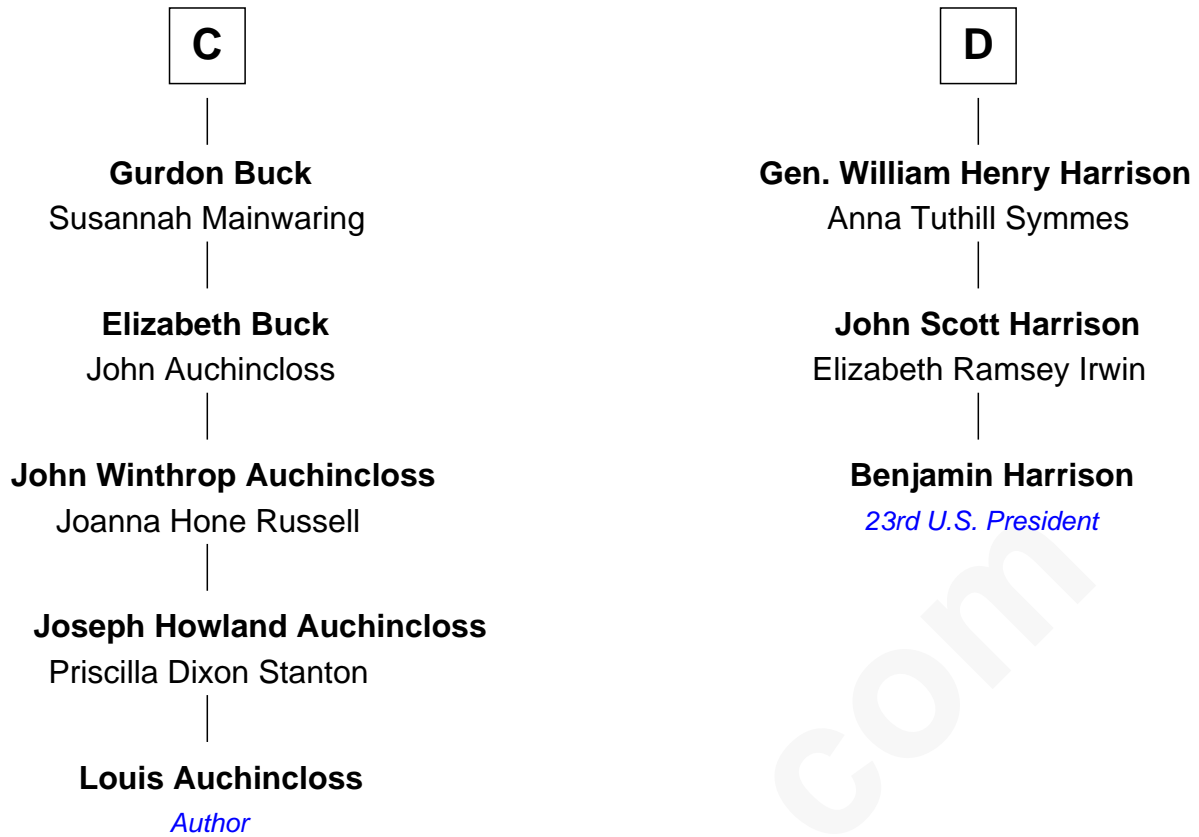 C
Gurdon Buck
Susannah Mainwaring
Elizabeth Buck
John Auchincloss
John Winthrop Auchincloss
Joanna Hone Russell
Joseph Howland Auchincloss
Priscilla Dixon Stanton
Louis Auchincloss
Author
D
Gen. William Henry Harrison
Anna Tuthill Symmes
John Scott Harrison
Elizabeth Ramsey Irwin
Benjamin Harrison
23rd U.S. President
com